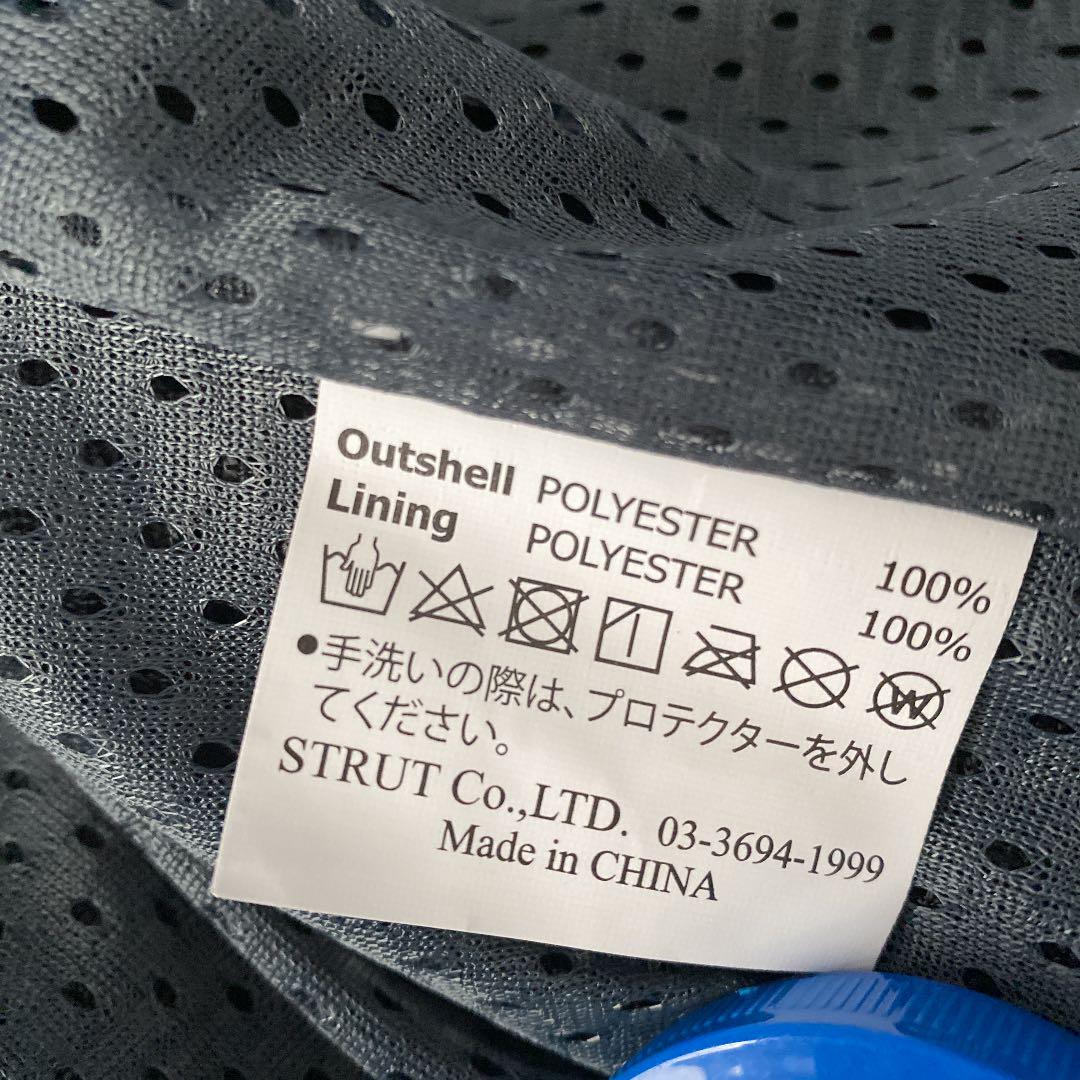 Outshell POLYESTER 100%
Lining POLYESTER 100%
W
●手洗いの際は、プロテクターを外し
てください。
STRUT Co.,LTD. 03-3694-1999
Made in CHINA